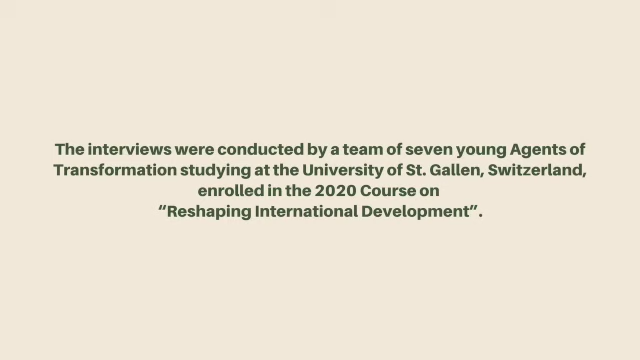 The interviews were conducted by a team of seven young Agents of
Transformation studying at the University of St. Gallen, Switzerland,
enrolled in the 2020 Course on
“Reshaping International Development”.